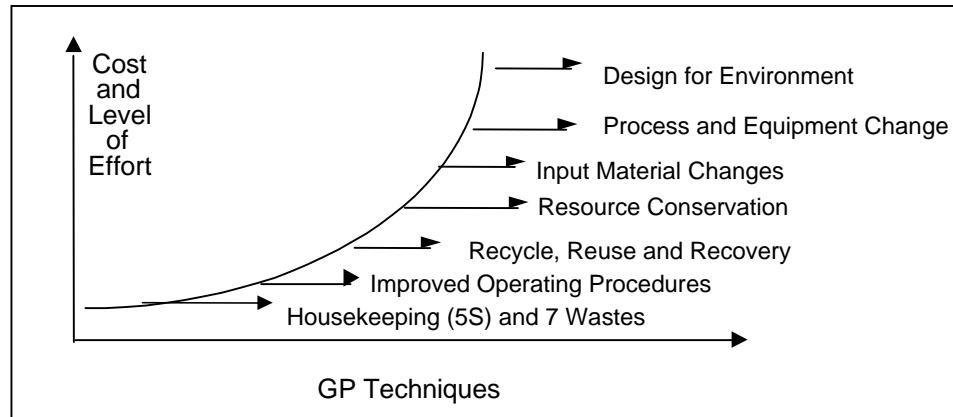 Cost
and
Level
of
Effort
Design for Environment
Process and Equipment Change
Input Material Changes
Resource Conservation
Recycle, Reuse and Recovery
Improved Operating Procedures
Housekeeping (5S) and 7 Wastes
GP Techniques